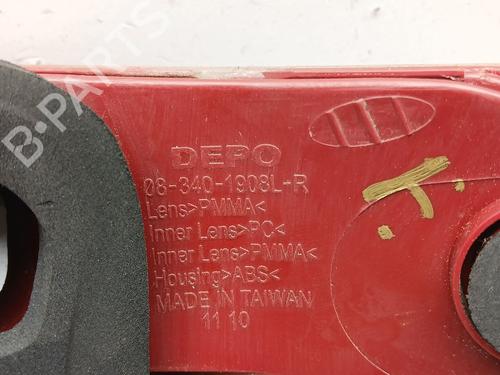 DEPO
08-340-1908L-R
Lens>PMMA<
Inner Lens>PC<
Inner Lens>PMMA<
Housing>ABS<
MADE IN TAIWAN
11 10
B-PARTS